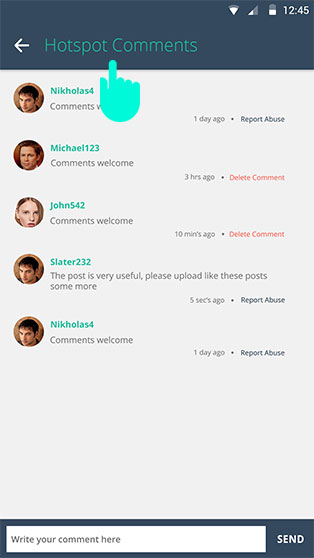 12:45
Hotspot Comments
Nikholas4
Comments w
1 day ago • Report Abuse
Michael123
Comments welcome
3 hrs ago • Delete Comment
John542
Comments welcome
10 min's ago • Delete Comment
Slater232
The post is very useful, please upload like these posts
some more
5 sec's ago • Report Abuse
Nikholas4
Comments welcome
1 day ago • Report Abuse
Write your comment here
SEND